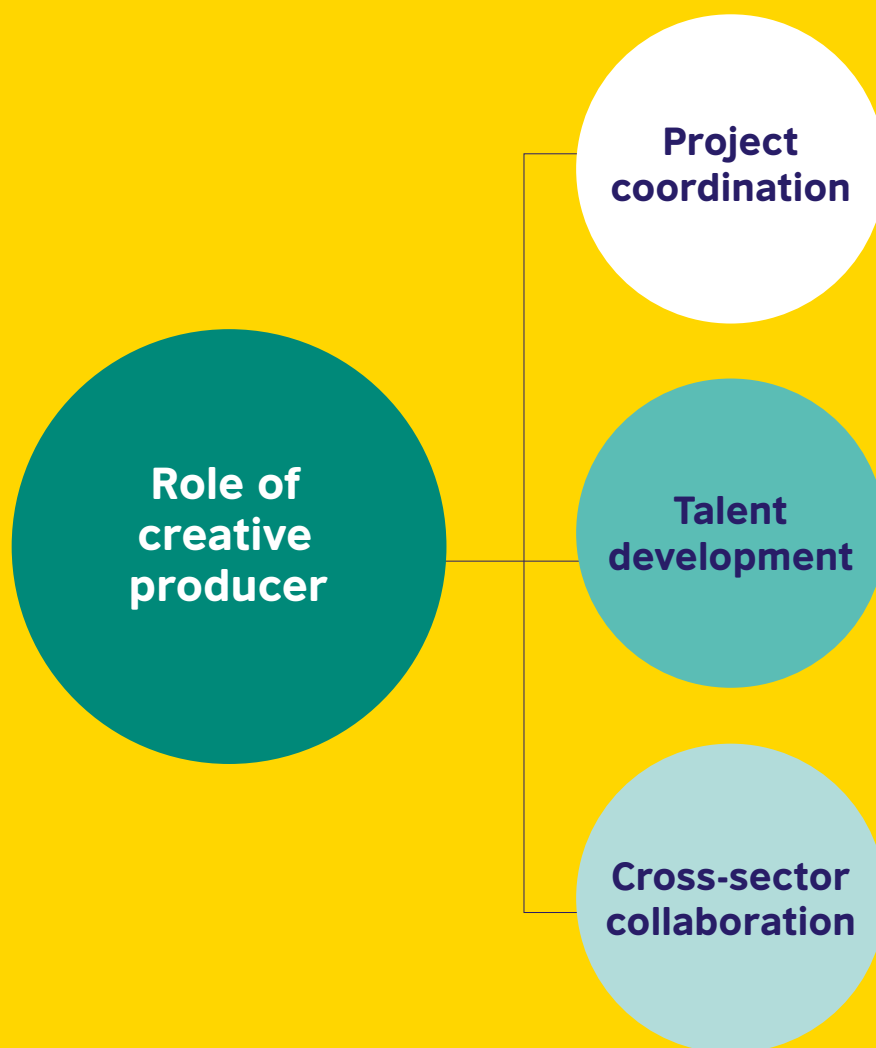 Role of
creative
producer
Project
coordination
Talent
development
Cross-sector
collaboration